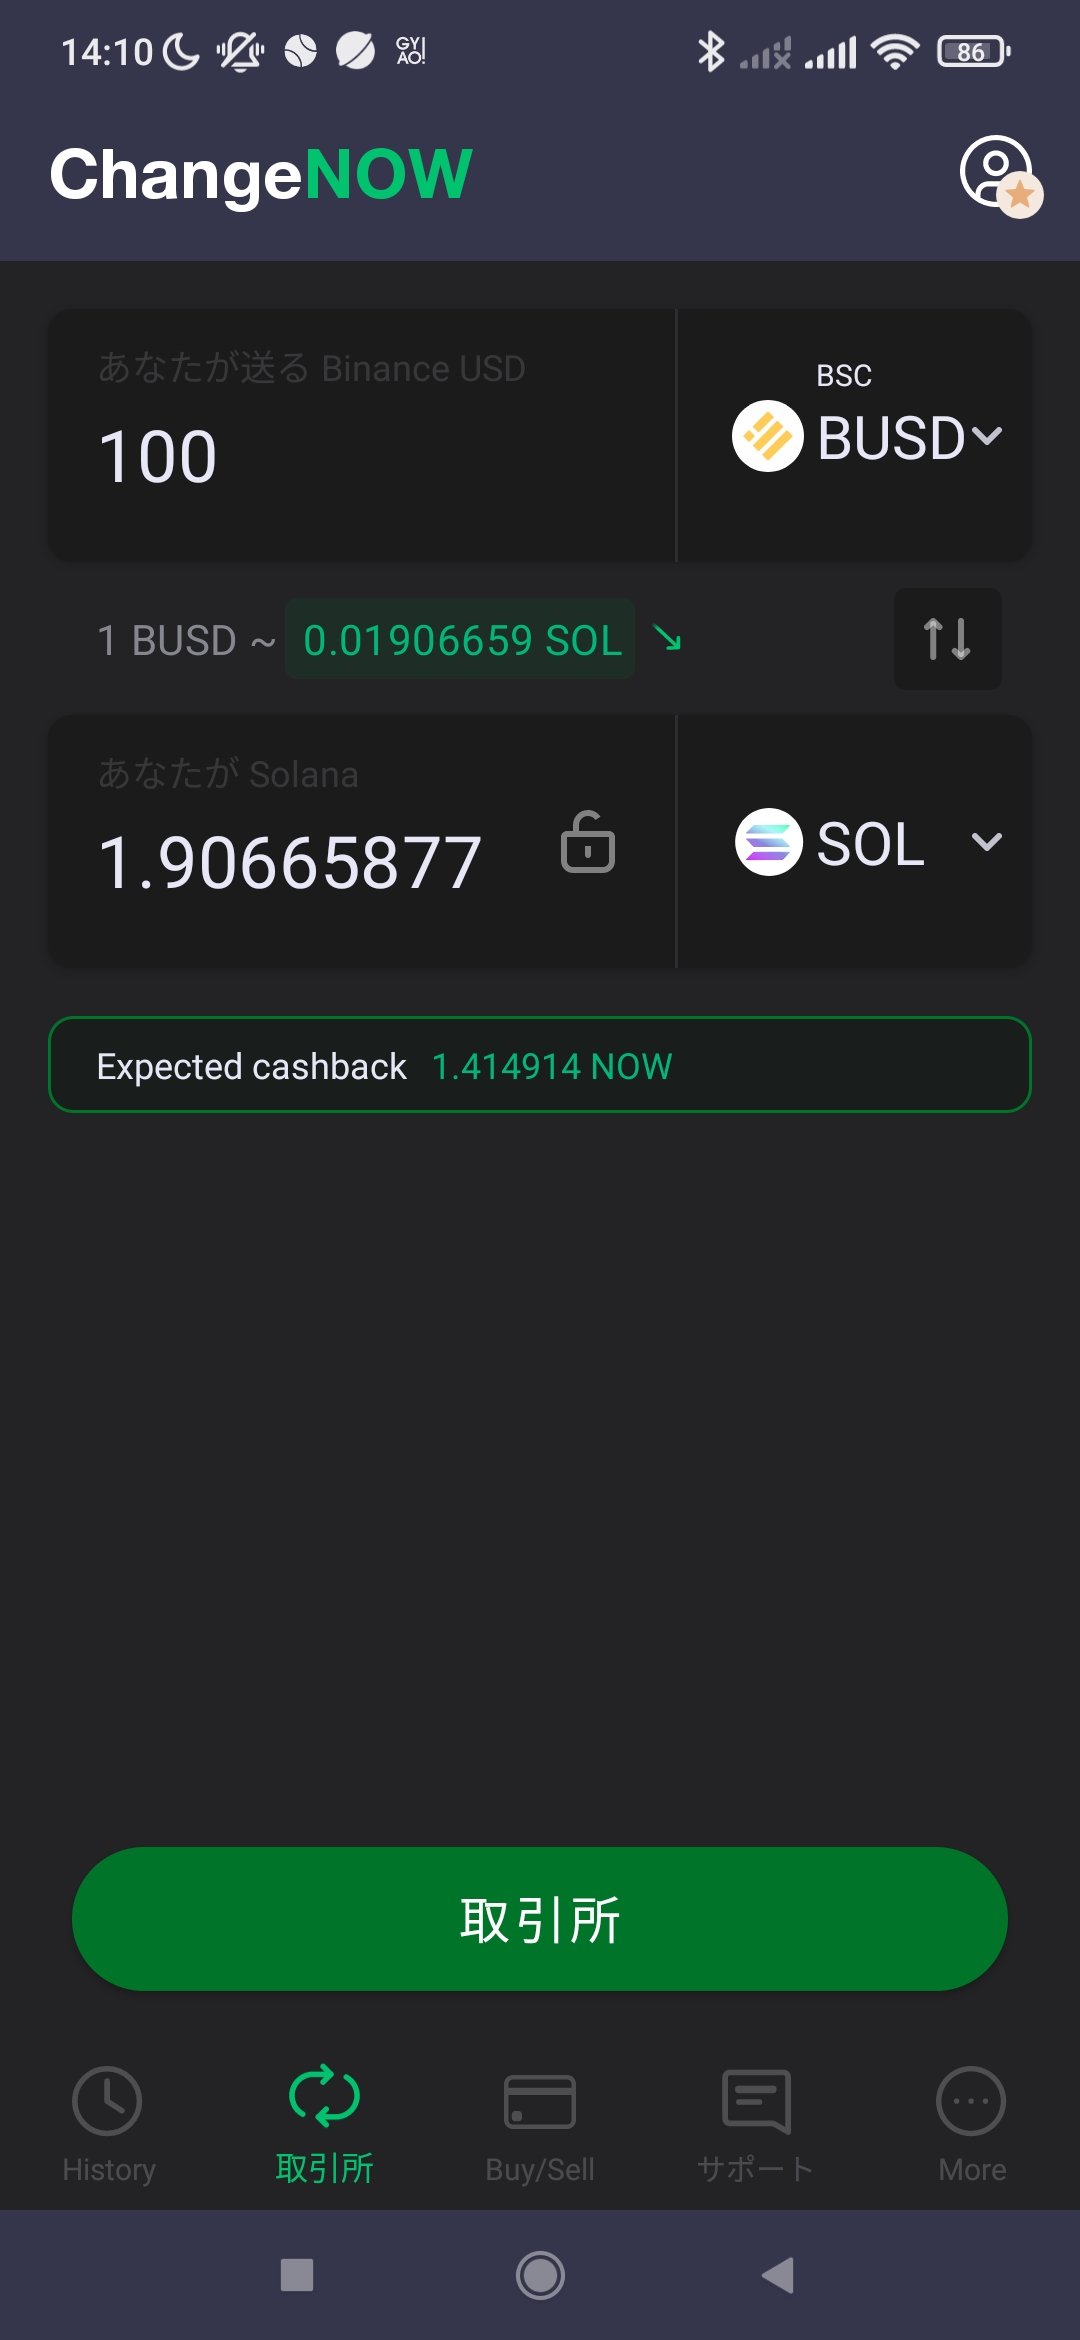 14:10 GYAO! 86
ChangeNOW
あなたが送る Binance USD
100
BSC
BUSD
1 BUSD ~ 0.01906659 SOL
あなたが Solana
1.90665877
SOL
Expected cashback 1.414914 NOW
取引所
History 取引所 Buy/Sell サポート More